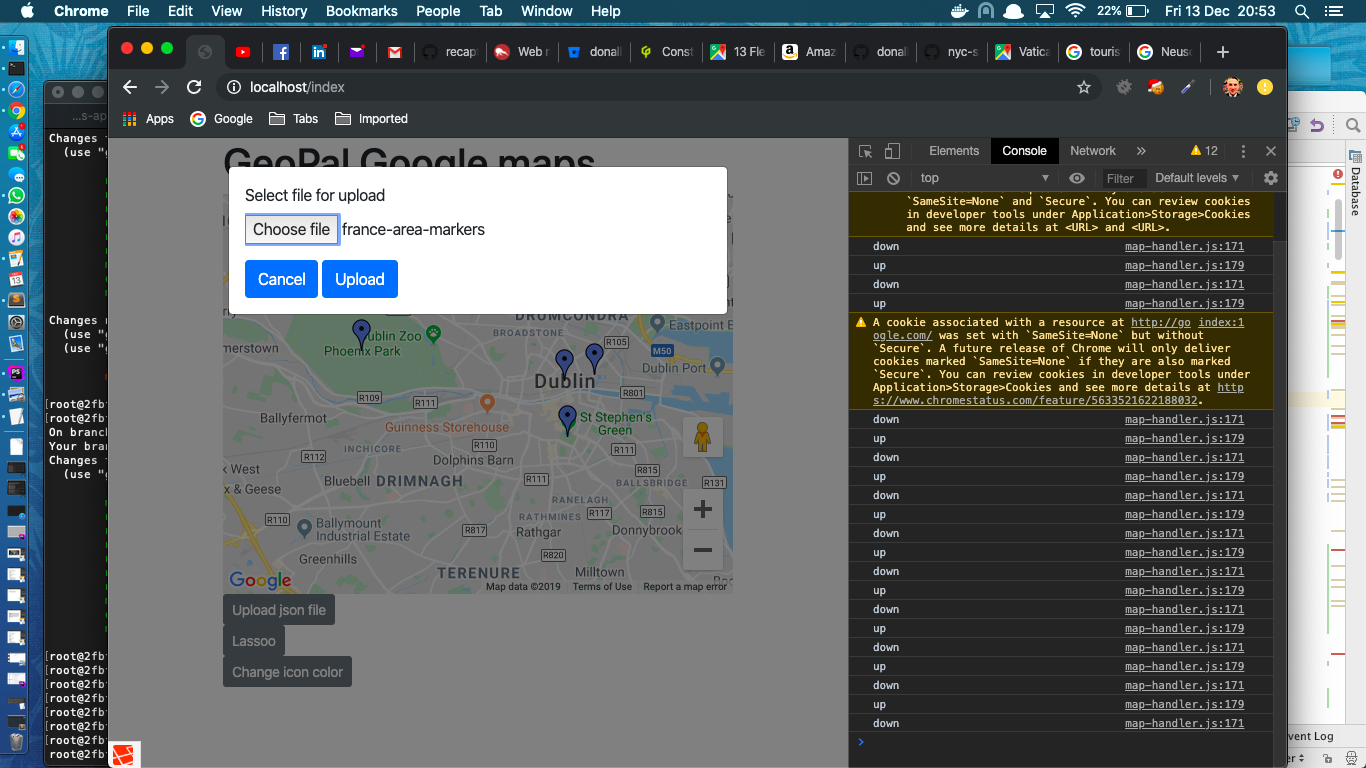 Chrome File Edit View History Bookmarks People Tab Window Help
22% Fri 13 Dec 20:53
recap Web r donall Const 13 Fle Amaz donal nyc-s Vatica touris Neuso
localhost/index
Apps Google Tabs Imported
...s-ap
Changes
(use "g
Changes
(use "g
(use "g
[root@2fb
[root@2fb
On branch
Your bran
Changes
(use "g
[root@2fb
[root@2fb
[root@2fb
[root@2fb
[root@2fb
[root@2fb
[root@2fb
root@2fb
GeoPal Google maps
Select file for upload
Choose file france-area-markers
Cancel Upload
DRUMCONDRA
Eastpoint B
BROADSTONE
Dublin Zoo
Phoenix Park
merstown
R105
M50
Dublin Port
Dublin
R109
R111
R801
Ballyfermot
Guinness Storehouse
St Stephen's
Green
INCHICORE
R110
R111
R112
Dolphins Barn
k West
Bluebell
DRIMNAGH
R111
R815
BALLSBRIDGE
R131
x & Geese
RANELAGH
R110
Ballymount
Industrial Estate
RATHMINES
R117
R815
R817
Rathgar
Donnybrook
Greenhills
R820
TERENURE
Milltown
Google
Map data ©2019 Terms of Use Report a map error
Upload json file
Lassoo
Change icon color
Elements Console Network » 12
top Filter Default levels
`SameSite=None` and `Secure`. You can review cookies
in developer tools under Application>Storage>Cookies
and see more details at <URL> and <URL>.
down map-handler.js:171
up map-handler.js:179
down map-handler.js:171
up map-handler.js:179
A cookie associated with a resource at http://go index:1
ogle.com/ was set with `SameSite=None` but without
`Secure`. A future release of Chrome will only deliver
cookies marked `SameSite=None` if they are also marked
`Secure`. You can review cookies in developer tools under
Application>Storage>Cookies and see more details at http
s://www.chromestatus.com/feature/5633521622188032.
down map-handler.js:171
up map-handler.js:179
down map-handler.js:171
up map-handler.js:179
down map-handler.js:171
up map-handler.js:179
down map-handler.js:171
up map-handler.js:179
down map-handler.js:171
up map-handler.js:179
down map-handler.js:171
up map-handler.js:179
down map-handler.js:171
up map-handler.js:179
down map-handler.js:171
up map-handler.js:179
down map-handler.js:171
Database
vent Log
er